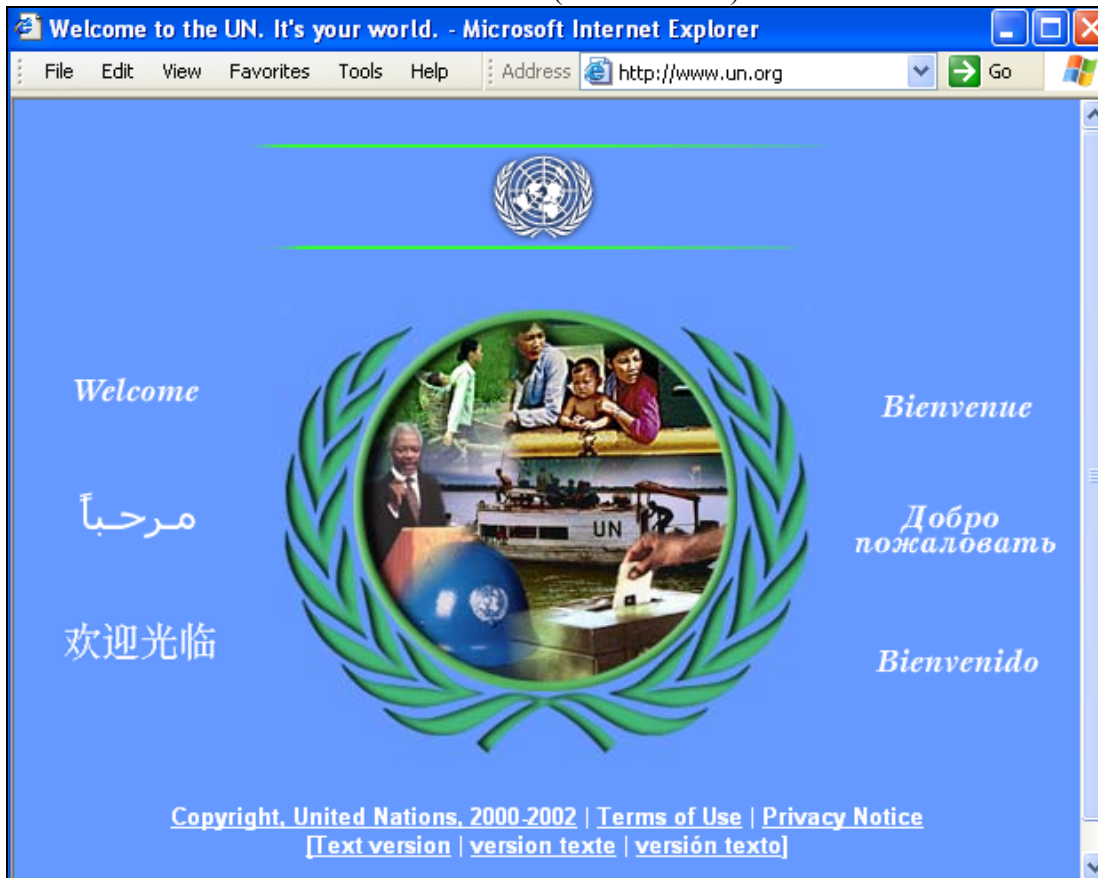 Welcome to the UN. It's your world. - Microsoft Internet Explorer
File Edit View Favorites Tools Help Address http://www.un.org Go
Welcome
Bienvenue
مرحباً
Добро
пожаловать
欢迎光临
Bienvenido
UN
Copyright, United Nations, 2000-2002 | Terms of Use | Privacy Notice
[Text version | version texte | versión texto]